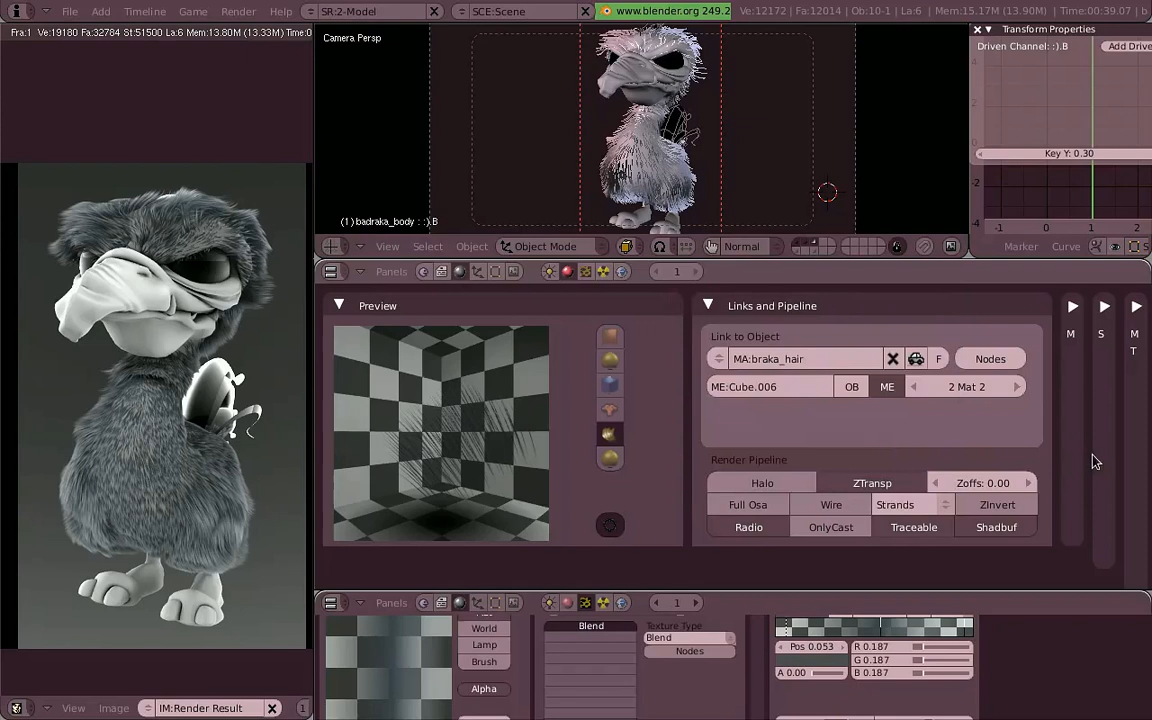 File Add Timeline Game Render Help SR:2-Model SCE:Scene www.blender.org 249.2 Ve:12172 | Fa:12014 | Ob:10-1 | La:6 | Mem:15.17M (13.90M) | Time:00:39.07 | b
Fra:1 Ve:19180 Fa:32784 St:51500 La:6 Mem:13.80M (13.33M) Time:0
Camera Persp
(1) badraka_body : :).B
Transform Properties
Driven Channel: :).B Add Drive
Key Y: 0.30
-2
-4
-1 0 1 2
View Select Object Object Mode Normal Marker Curve S
Panels 1
Preview
Links and Pipeline
Link to Object
MA:braka_hair F Nodes
ME:Cube.006 OB ME 2 Mat 2
Render Pipeline
Halo ZTransp Zoffs: 0.00
Full Osa Wire Strands ZInvert
Radio OnlyCast Traceable Shadbuf
M S M
T
Panels 1
World
Lamp
Brush
Alpha
Blend
Texture Type
Blend
Nodes
Pos 0.053 R 0.187
G 0.187
A 0.00 B 0.187
View Image IM:Render Result 1